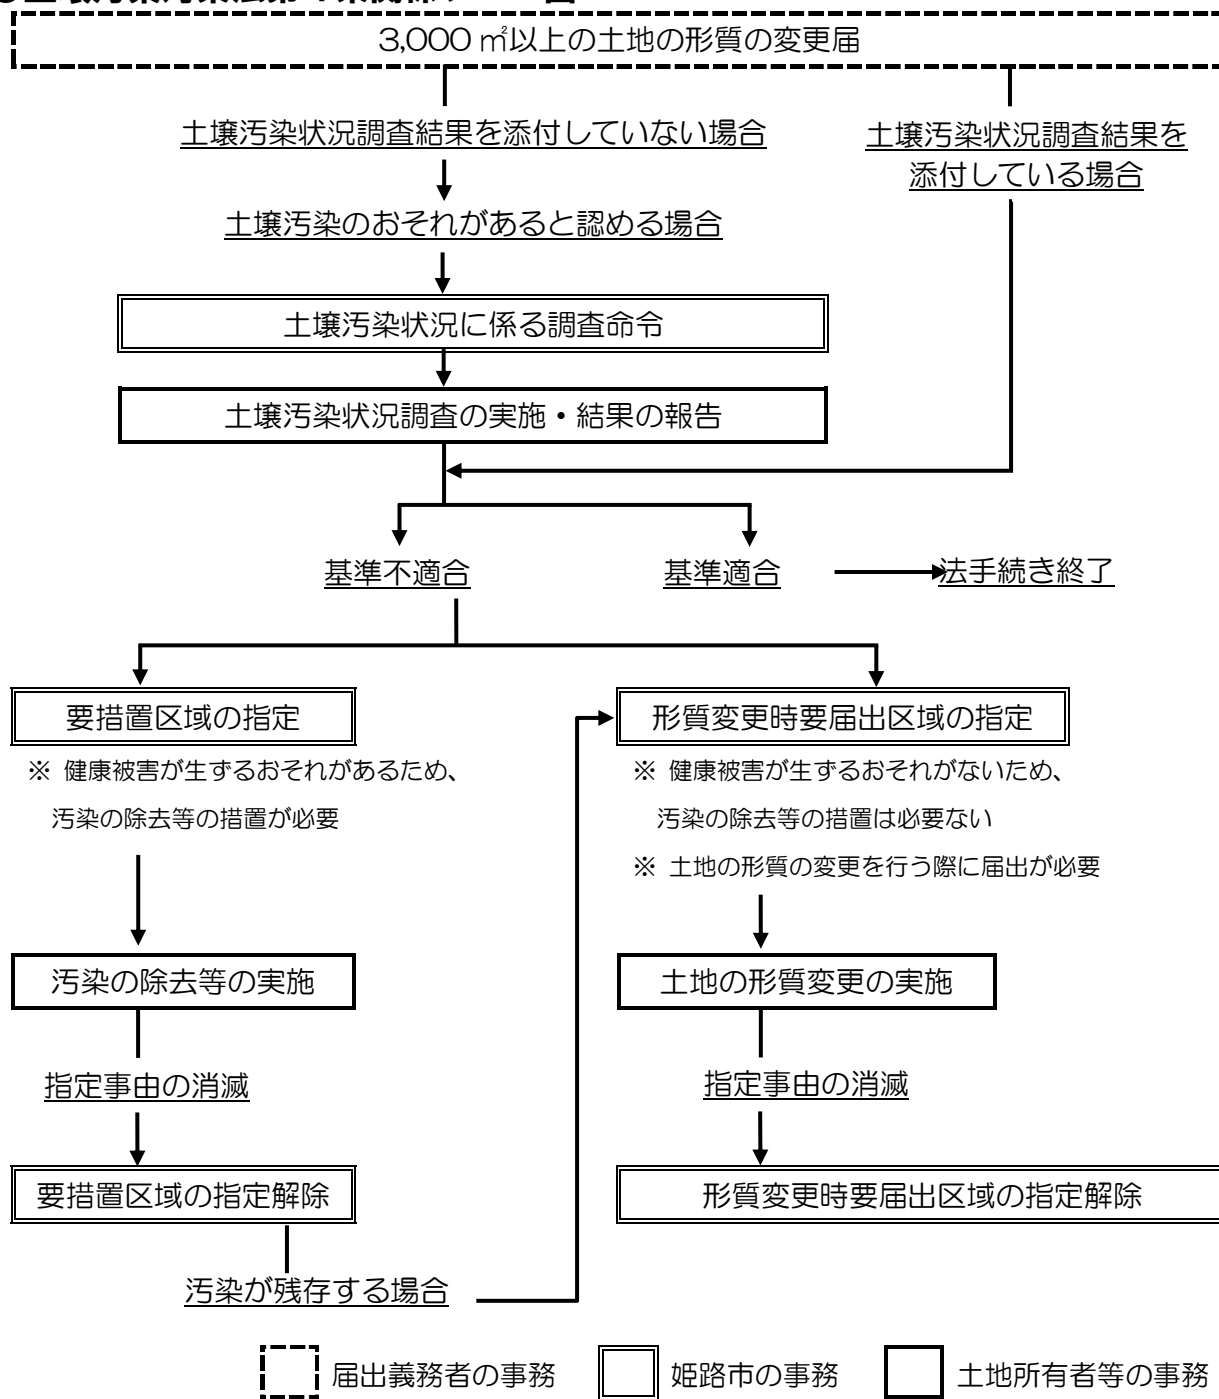 3,000 ㎡以上の土地の形質の変更届
土壌汚染状況調査結果を添付していない場合
土壌汚染状況調査結果を
添付している場合
土壌汚染のおそれがあると認める場合
土壌汚染状況に係る調査命令
土壌汚染状況調査の実施・結果の報告
基準不適合
基準適合
法手続き終了
要措置区域の指定
※ 健康被害が生ずるおそれがあるため、
汚染の除去等の措置が必要
形質変更時要届出区域の指定
※ 健康被害が生ずるおそれがないため、
汚染の除去等の措置は必要ない
※ 土地の形質の変更を行う際に届出が必要
汚染の除去等の実施
土地の形質変更の実施
指定事由の消滅
指定事由の消滅
要措置区域の指定解除
形質変更時要届出区域の指定解除
汚染が残存する場合
届出義務者の事務
姫路市の事務
土地所有者等の事務